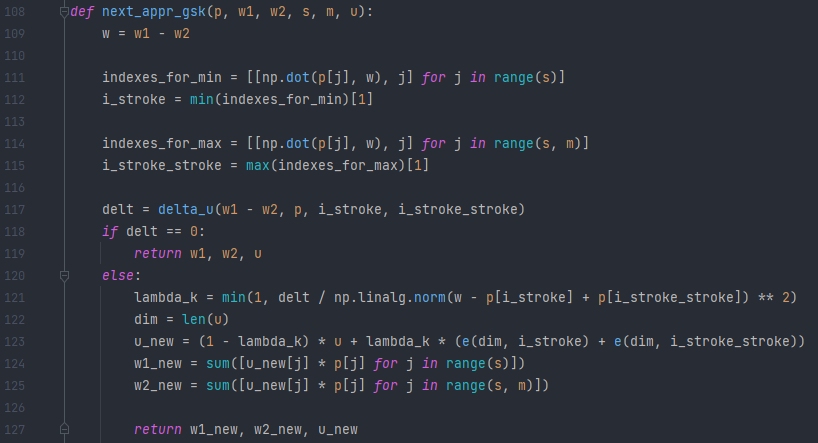 108 def next_appr_gsk(p, w1, w2, s, m, u):
109     w = w1 - w2
110
111     indexes_for_min = [[np.dot(p[j], w), j] for j in range(s)]
112     i_stroke = min(indexes_for_min)[1]
113
114     indexes_for_max = [[np.dot(p[j], w), j] for j in range(s, m)]
115     i_stroke_stroke = max(indexes_for_max)[1]
116
117     delt = delta_u(w1 - w2, p, i_stroke, i_stroke_stroke)
118     if delt == 0:
119         return w1, w2, u
120     else:
121         lambda_k = min(1, delt / np.linalg.norm(w - p[i_stroke] + p[i_stroke_stroke]) ** 2)
122         dim = len(u)
123         u_new = (1 - lambda_k) * u + lambda_k * (e(dim, i_stroke) + e(dim, i_stroke_stroke))
124         w1_new = sum([u_new[j] * p[j] for j in range(s)])
125         w2_new = sum([u_new[j] * p[j] for j in range(s, m)])
126
127         return w1_new, w2_new, u_new